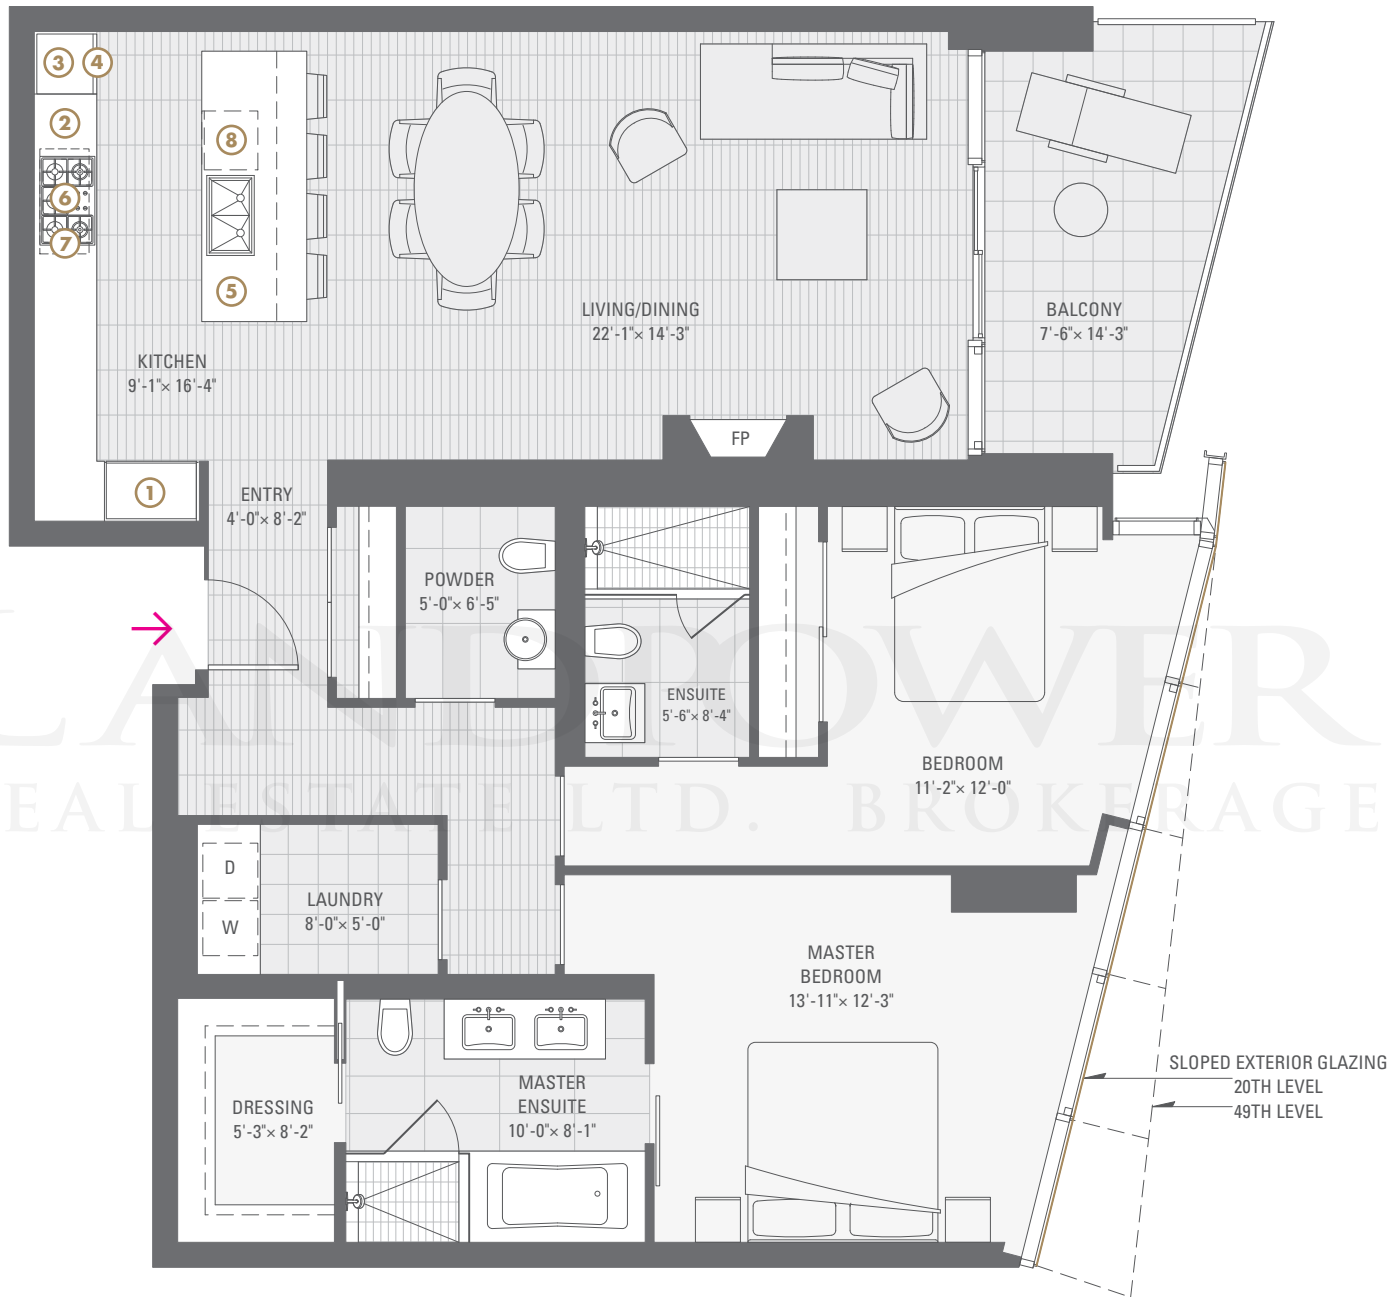 3 4
2
8
6
7
5
LIVING/DINING
22'-1"× 14'-3"
BALCONY
7'-6"× 14'-3"
KITCHEN
9'-1"× 16'-4"
FP
1
ENTRY
4'-0"× 8'-2"
POWDER
5'-0"× 6'-5"
ENSUITE
5'-6"× 8'-4"
LANDPOWER
REAL ESTATE LTD. BROKERAGE
BEDROOM
11'-2"× 12'-0"
D
W
LAUNDRY
8'-0"× 5'-0"
MASTER
BEDROOM
13'-11"× 12'-3"
SLOPED EXTERIOR GLAZING
20TH LEVEL
49TH LEVEL
DRESSING
5'-3"× 8'-2"
MASTER
ENSUITE
10'-0"× 8'-1"